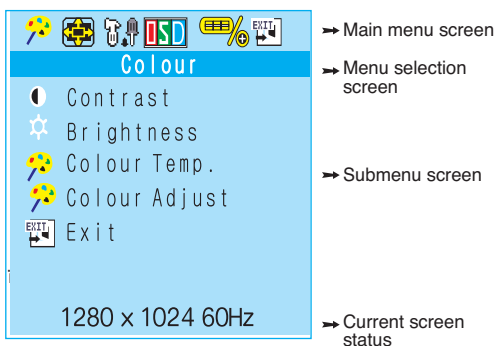 OSD EXIT
➳ Main menu screen
Colour
➳ Menu selection
screen
Contrast
Brightness
Colour Temp.
➳ Submenu screen
Colour Adjust
EXIT Exit
1280 x 1024 60Hz
➳ Current screen
status